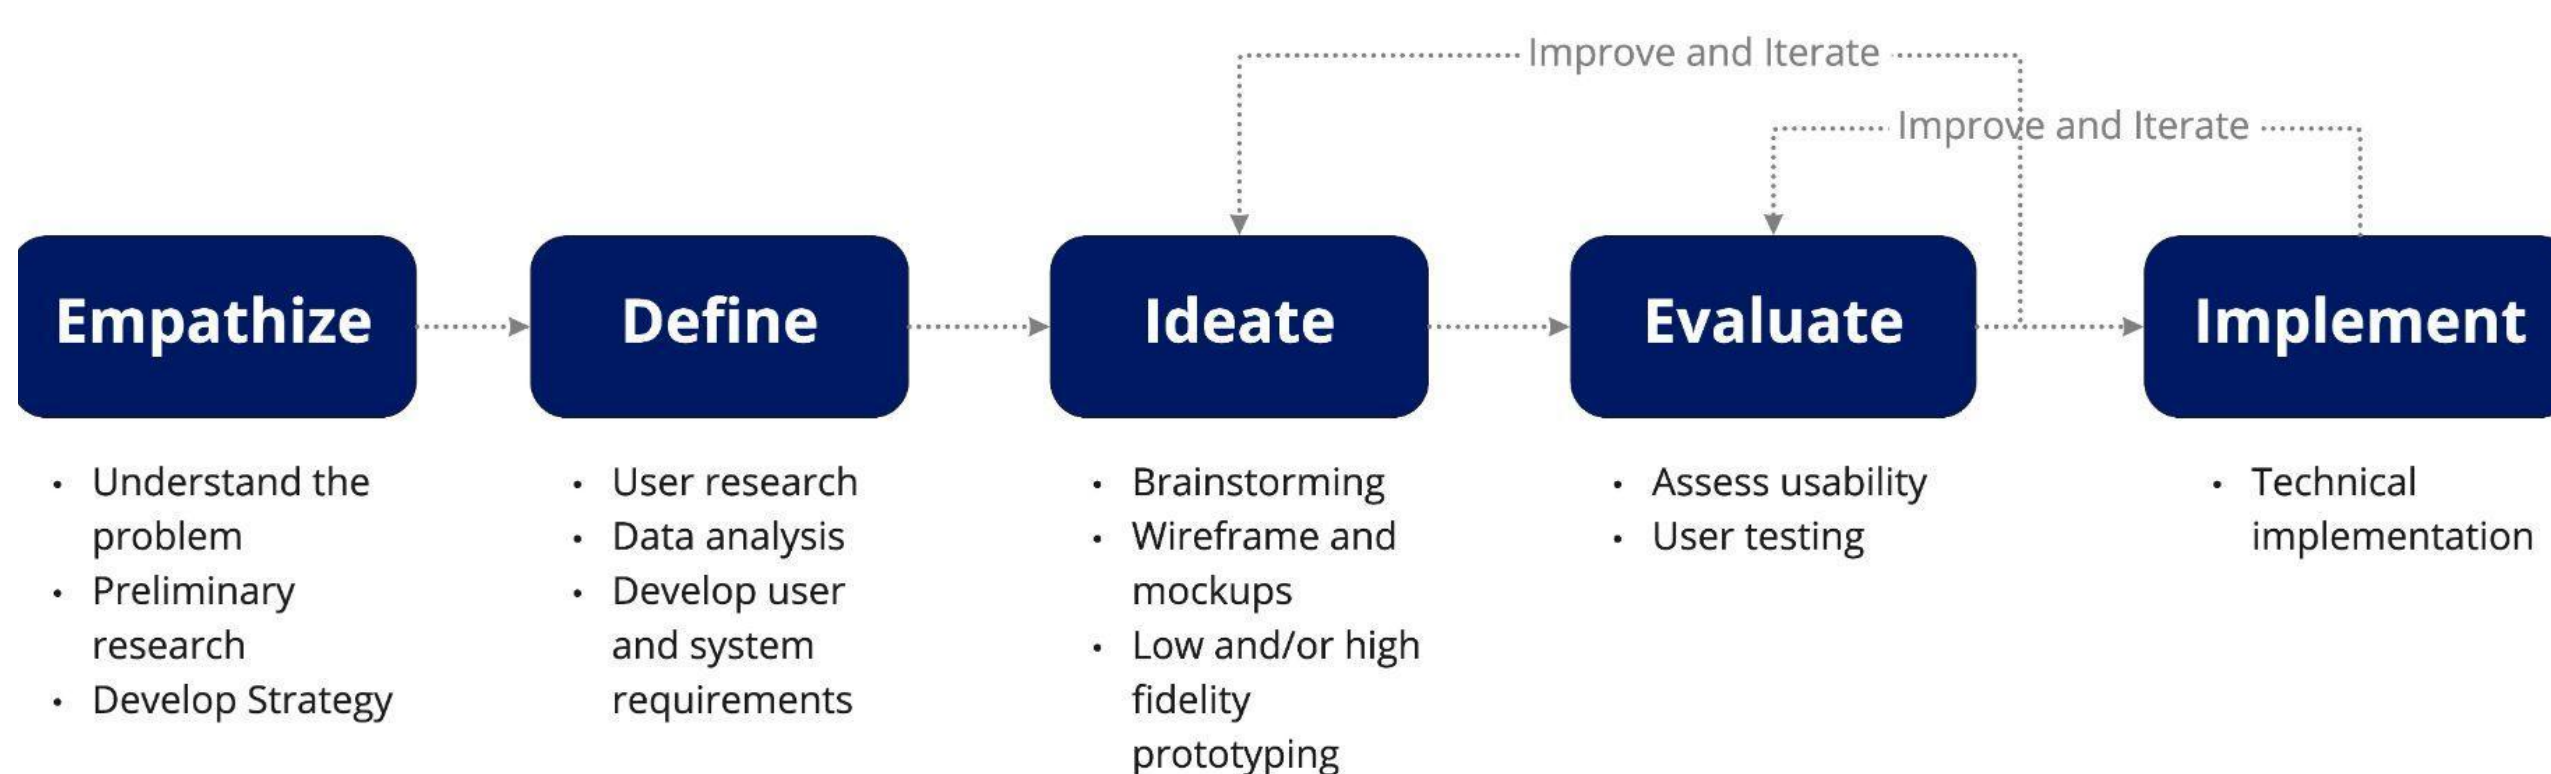 Improve and Iterate
Improve and Iterate
Empathize
Define
Ideate
Evaluate
Implement
• Understand the
problem
• Preliminary
research
• Develop Strategy
• User research
• Data analysis
• Develop user
and system
requirements
• Brainstorming
• Wireframe and
mockups
• Low and/or high
fidelity
prototyping
• Assess usability
• User testing
• Technical
implementation